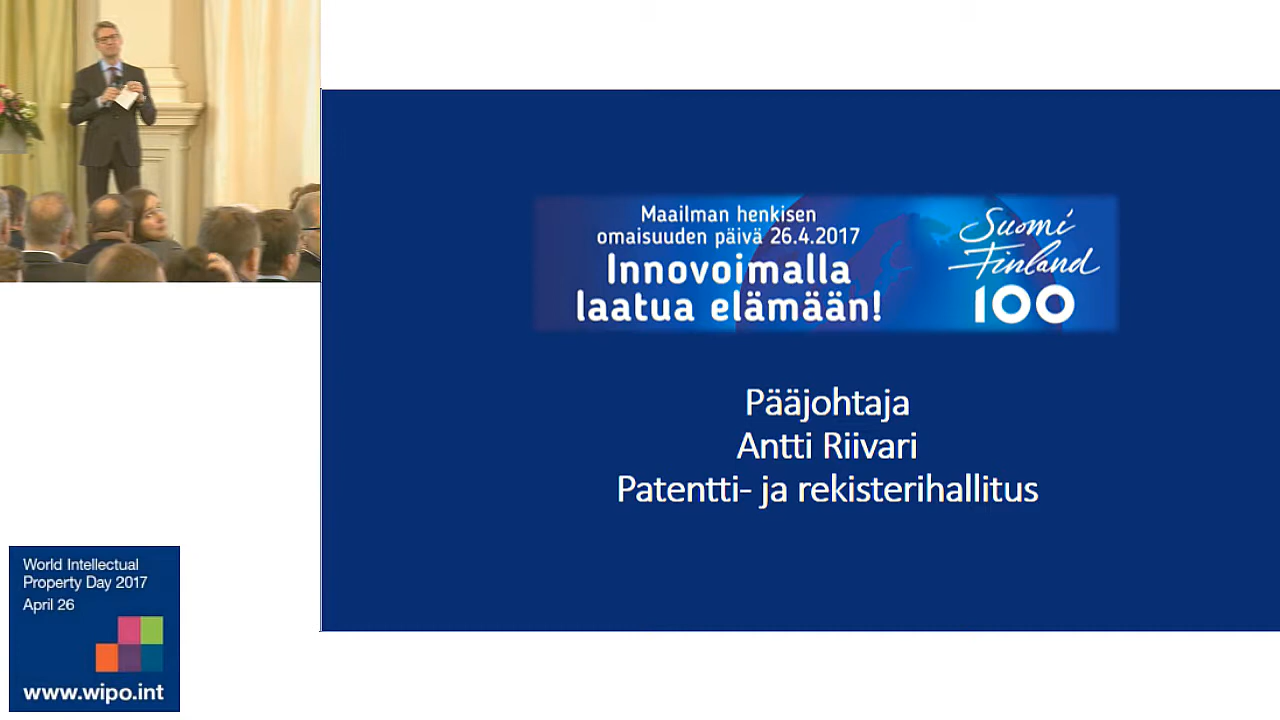 Maailman henkisen
omaisuuden päivä 26.4.2017
Innovoimalla
laatua elämään!
Suomi
Finland
100
Pääjohtaja
Antti Riivari
Patentti- ja rekisterihallitus
World Intellectual
Property Day 2017
April 26
www.wipo.int